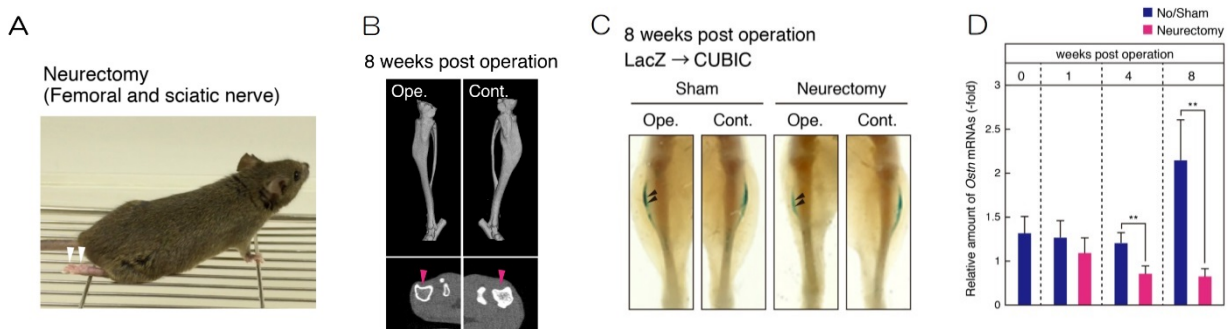 A
Neurectomy
(Femoral and sciatic nerve)
B
8 weeks post operation
Ope.
Cont.
C
8 weeks post operation
LacZ → CUBIC
Sham
Neurectomy
Ope.
Cont.
Ope.
Cont.
D
No/Sham
Neurectomy
weeks post operation
0
1
4
8
Relative amount of Ostn mRNAs (-fold)
3
2.5
2
1.5
0
0
**
**